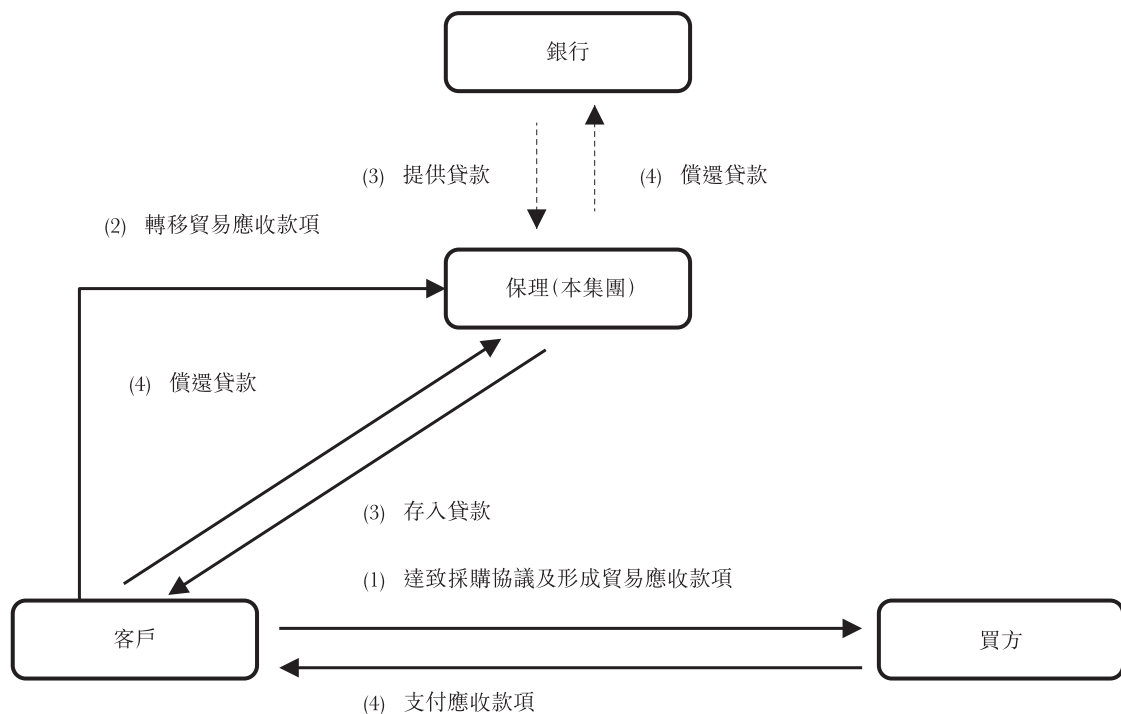 銀行
(3) 提供貸款
(4) 償還貸款
(2) 轉移貿易應收款項
保理(本集團)
(4) 償還貸款
(3) 存入貸款
(1) 達致採購協議及形成貿易應收款項
客戶
買方
(4) 支付應收款項